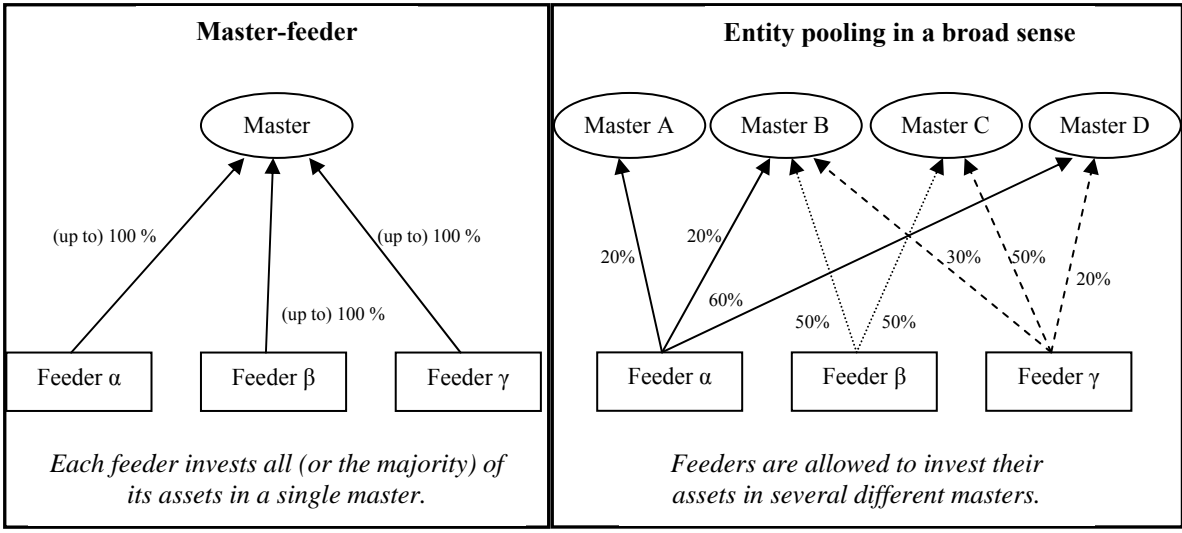 Master-feeder
Master
(up to) 100 %
(up to) 100 %
(up to) 100 %
Feeder α
Feeder β
Feeder γ
Each feeder invests all (or the majority) of
its assets in a single master.
Entity pooling in a broad sense
Master A
Master B
Master C
Master D
20%
20%
60%
50%
50%
30%
50%
20%
Feeder α
Feeder β
Feeder γ
Feeders are allowed to invest their
assets in several different masters.